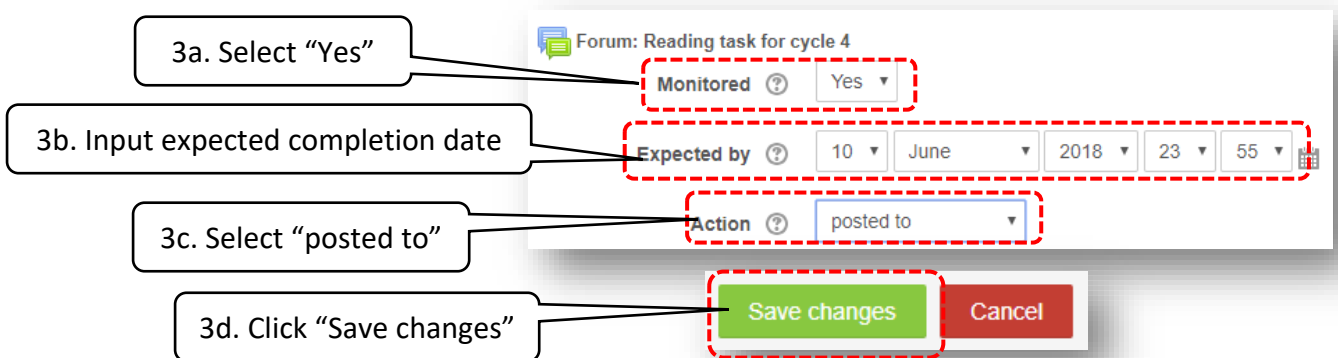 Forum: Reading task for cycle 4
3a. Select “Yes”
Monitored ? Yes
3b. Input expected completion date
Expected by ? 10 June 2018 23 55
3c. Select “posted to”
Action ? posted to
3d. Click “Save changes”
Save changes Cancel